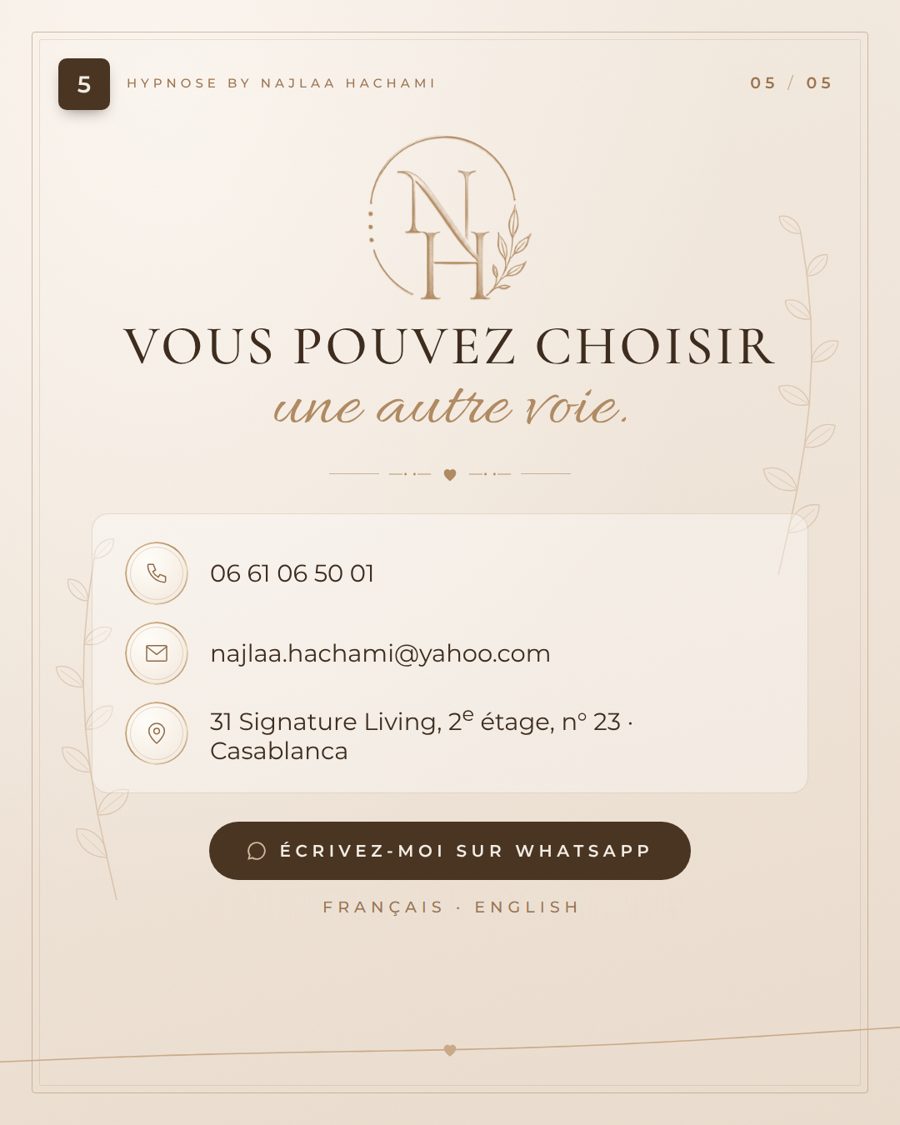 5
HYPNOSE BY NAJLAA HACHAMI
05 / 05
NH
VOUS POUVEZ CHOISIR
une autre voie.
06 61 06 50 01
najlaa.hachami@yahoo.com
31 Signature Living, 2e étage, n° 23 ·
Casablanca
ÉCRIVEZ-MOI SUR WHATSAPP
FRANÇAIS · ENGLISH